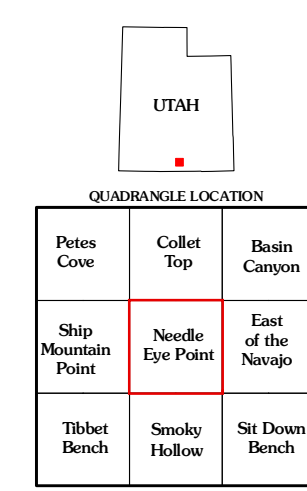 UTAH
QUADRANGLE LOCATION
Petes
Cove
Collet
Top
Basin
Canyon
Ship
Mountain
Point
Needle
Eye Point
East
of the
Navajo
Tibbet
Bench
Smoky
Hollow
Sit Down
Bench